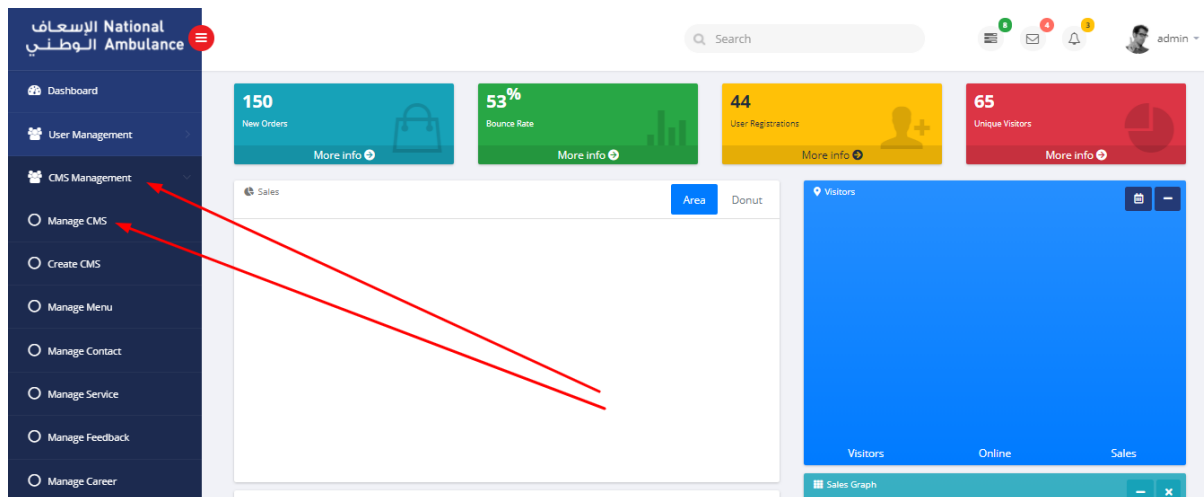 الإسعاف National
الوطني Ambulance
Search
8
4
3
admin
Dashboard
User Management
CMS Management
Manage CMS
Create CMS
Manage Menu
Manage Contact
Manage Service
Manage Feedback
Manage Career
150
New Orders
More info
53%
Bounce Rate
More info
44
User Registrations
More info
65
Unique Visitors
More info
Sales
Area
Donut
Visitors
Visitors
Online
Sales
Sales Graph